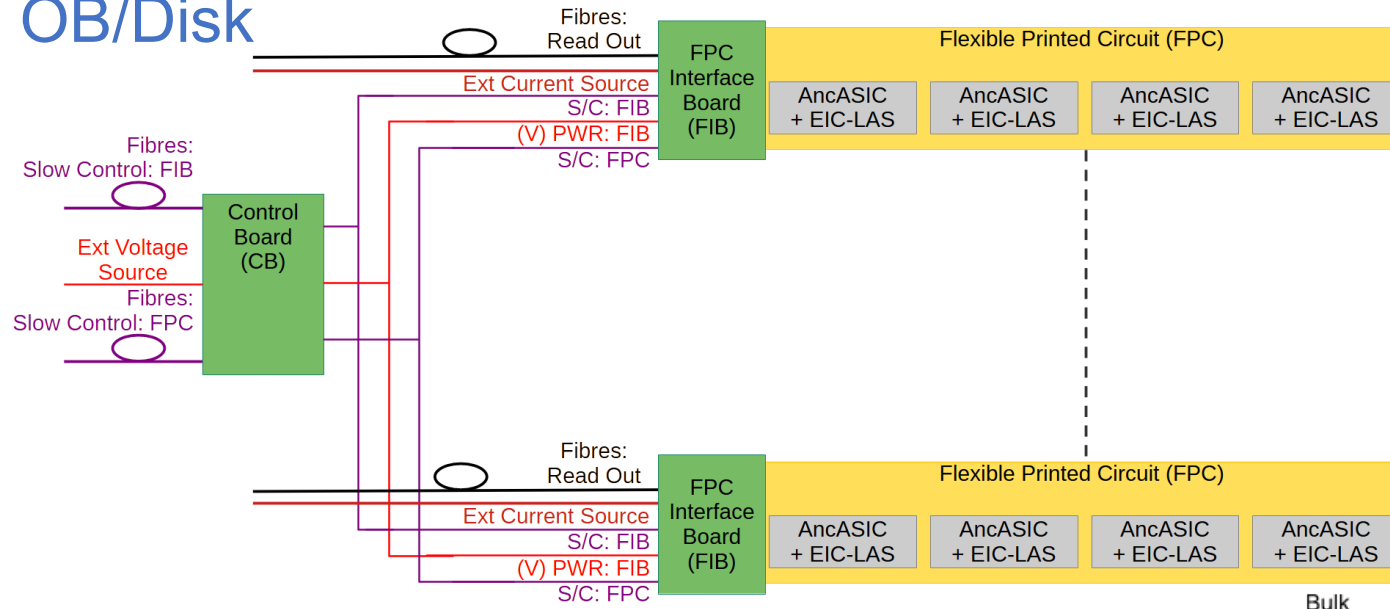 OB/Disk
Fibres:
Read Out
Ext Current Source
S/C: FIB
(V) PWR: FIB
S/C: FPC
FPC
Interface
Board
(FIB)
Flexible Printed Circuit (FPC)
AncASIC
+ EIC-LAS
AncASIC
+ EIC-LAS
AncASIC
+ EIC-LAS
AncASIC
+ EIC-LAS
Fibres:
Slow Control: FIB
Ext Voltage
Source
Fibres:
Slow Control: FPC
Control
Board
(CB)
Fibres:
Read Out
Ext Current Source
S/C: FIB
(V) PWR: FIB
S/C: FPC
FPC
Interface
Board
(FIB)
Flexible Printed Circuit (FPC)
AncASIC
+ EIC-LAS
AncASIC
+ EIC-LAS
AncASIC
+ EIC-LAS
AncASIC
+ EIC-LAS
Bulk